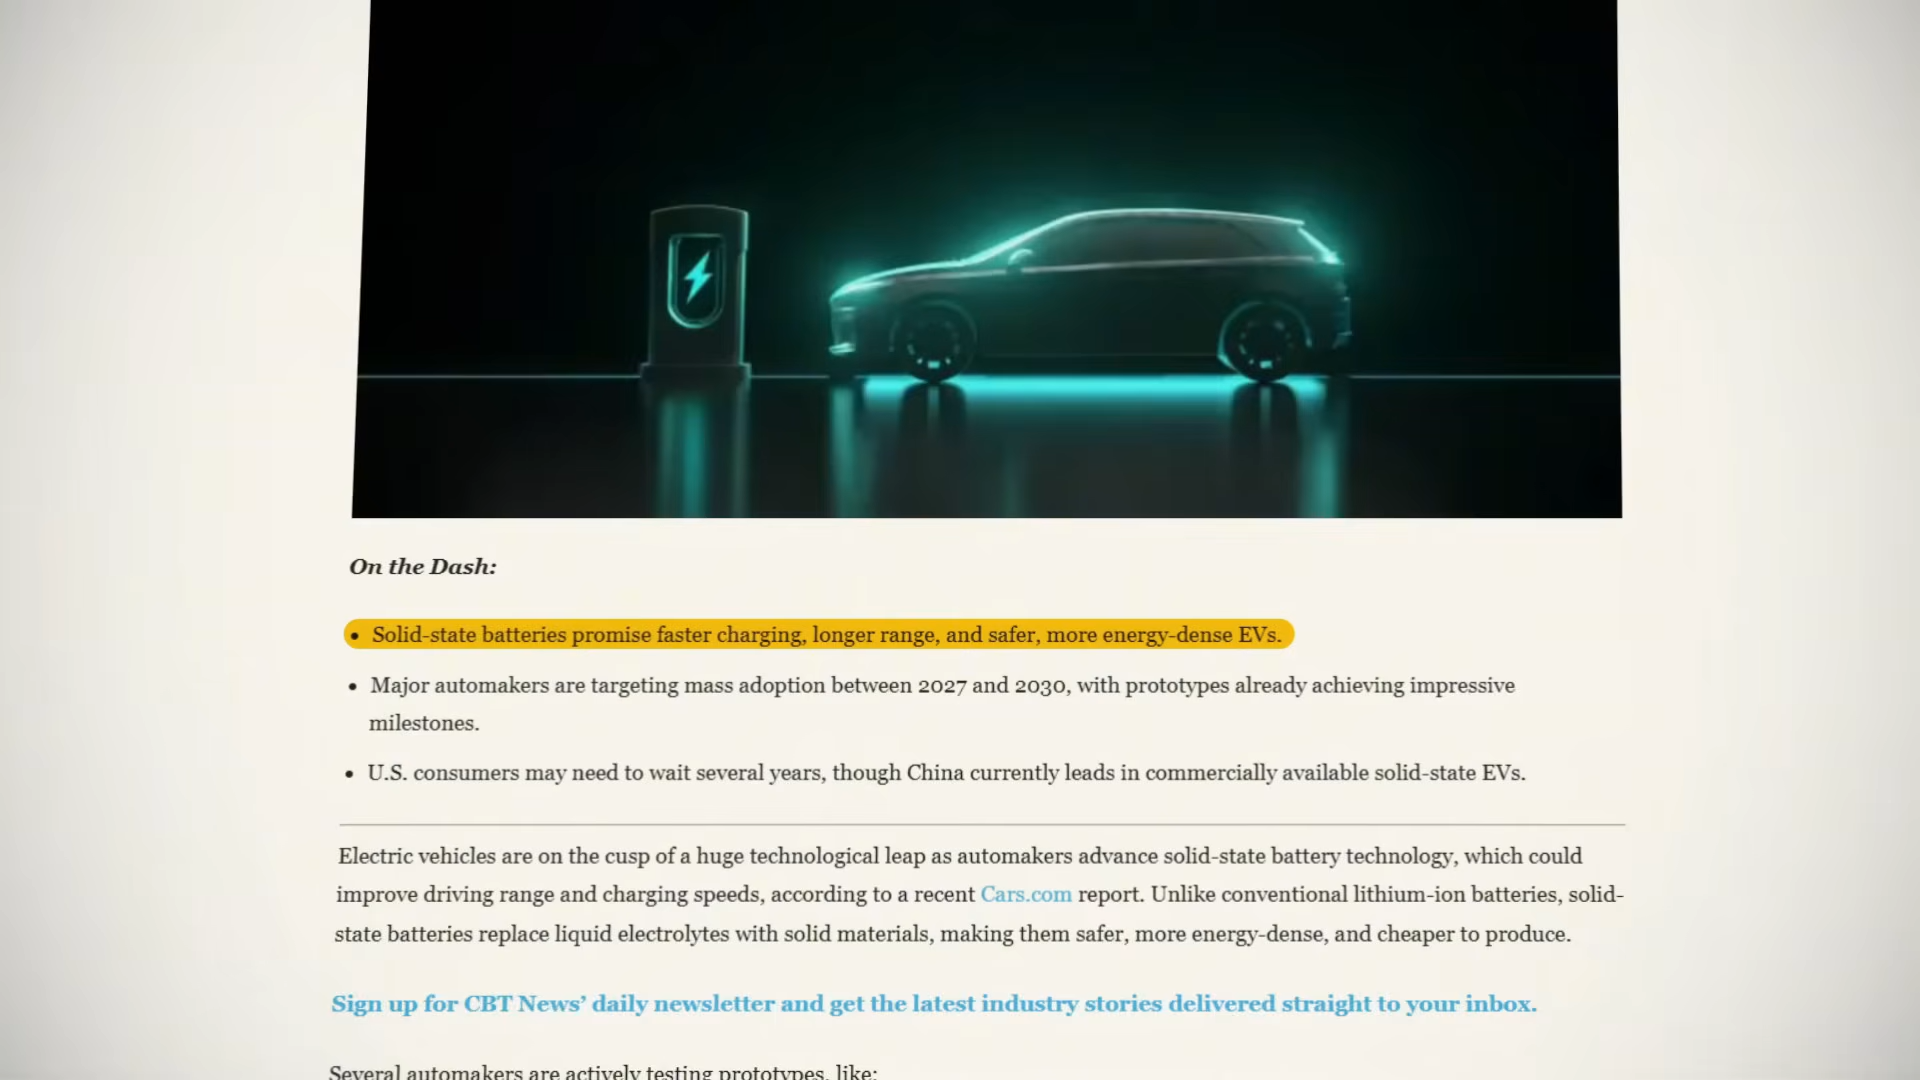 On the Dash:
• Solid-state batteries promise faster charging, longer range, and safer, more energy-dense EVs.
• Major automakers are targeting mass adoption between 2027 and 2030, with prototypes already achieving impressive
milestones.
• U.S. consumers may need to wait several years, though China currently leads in commercially available solid-state EVs.
Electric vehicles are on the cusp of a huge technological leap as automakers advance solid-state battery technology, which could
improve driving range and charging speeds, according to a recent Cars.com report. Unlike conventional lithium-ion batteries, solid-
state batteries replace liquid electrolytes with solid materials, making them safer, more energy-dense, and cheaper to produce.
Sign up for CBT News’ daily newsletter and get the latest industry stories delivered straight to your inbox.
Several automakers are actively testing prototypes, like: